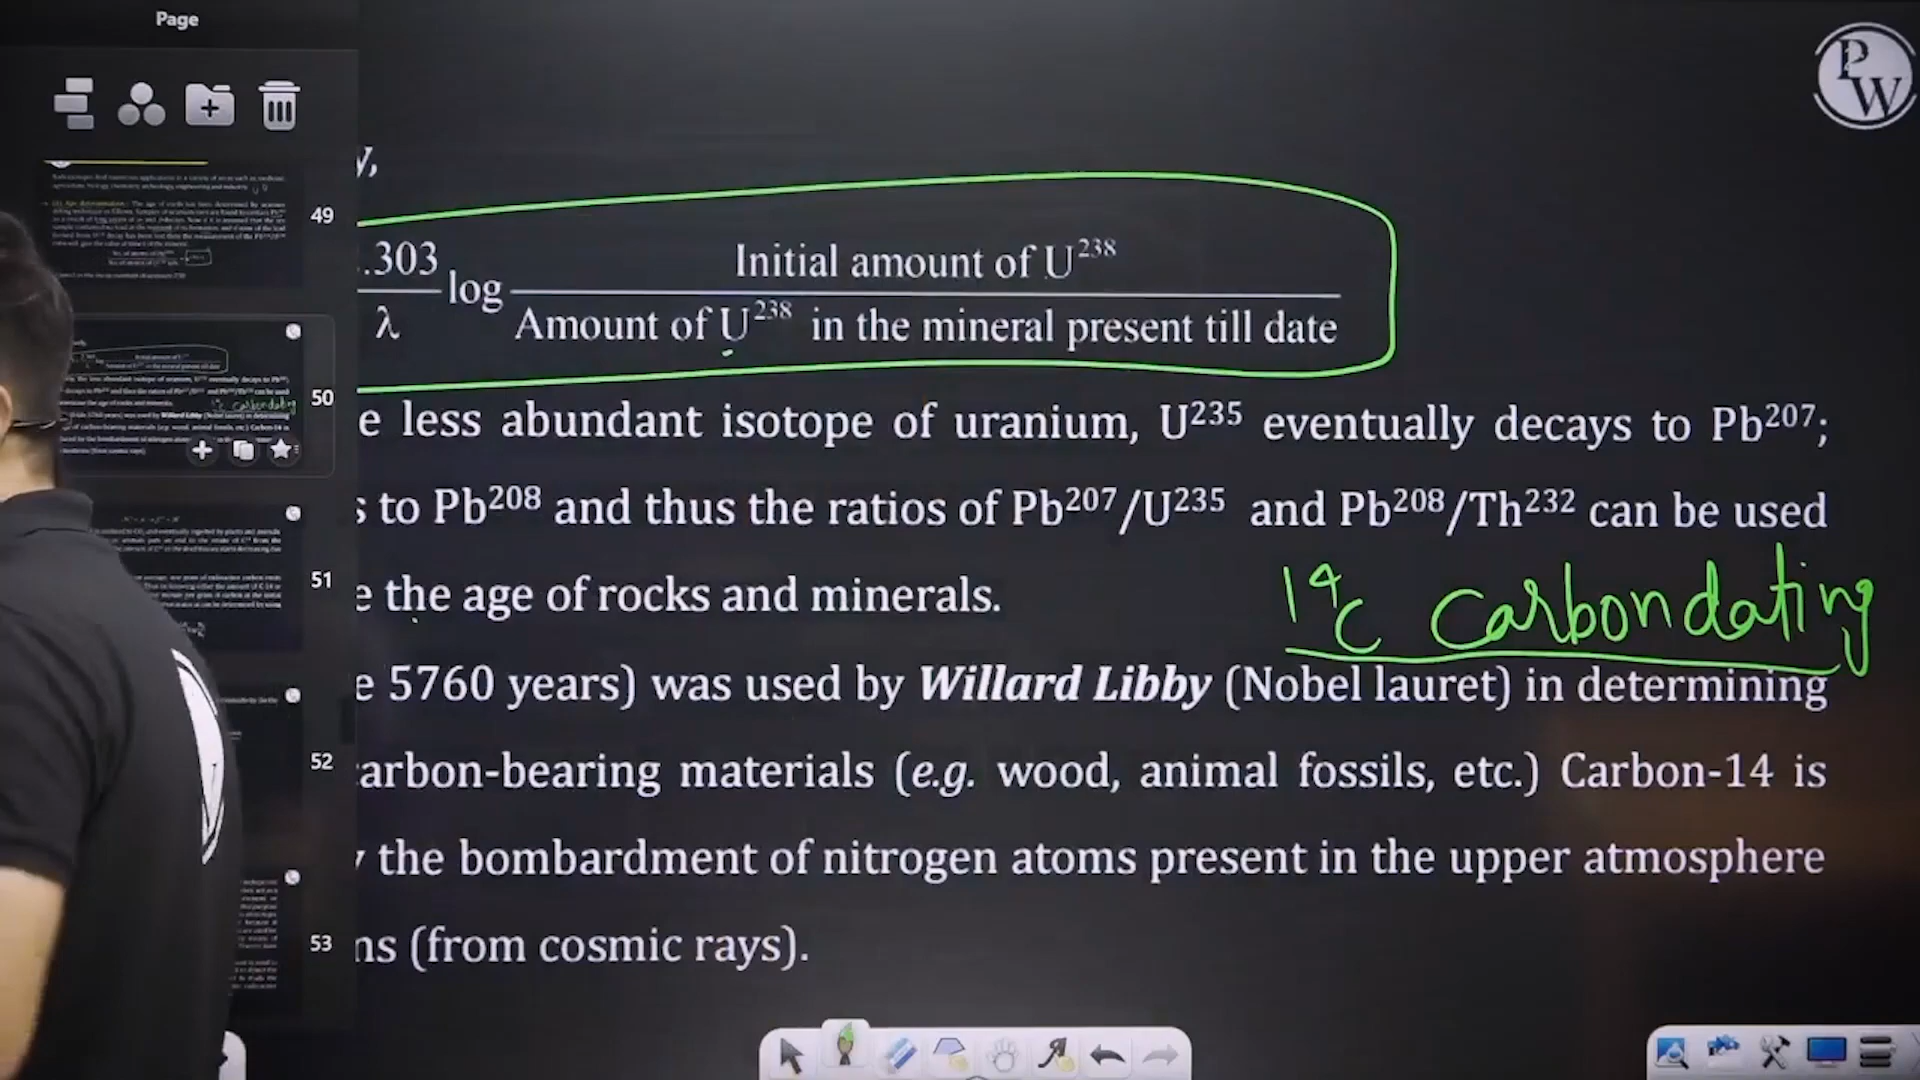 Page
P
W
y,
.303
log
Initial amount of U²³⁸
λ
Amount of U²³⁸ in the mineral present till date
e less abundant isotope of uranium, U²³⁵ eventually decays to Pb²⁰⁷;
s to Pb²⁰⁸ and thus the ratios of Pb²⁰⁷/U²³⁵ and Pb²⁰⁸/Th²³² can be used
e the age of rocks and minerals.
¹⁴C Carbondating
e 5760 years) was used by Willard Libby (Nobel lauret) in determining
carbon-bearing materials (e.g. wood, animal fossils, etc.) Carbon-14 is
y the bombardment of nitrogen atoms present in the upper atmosphere
ns (from cosmic rays).
49
50
51
52
53